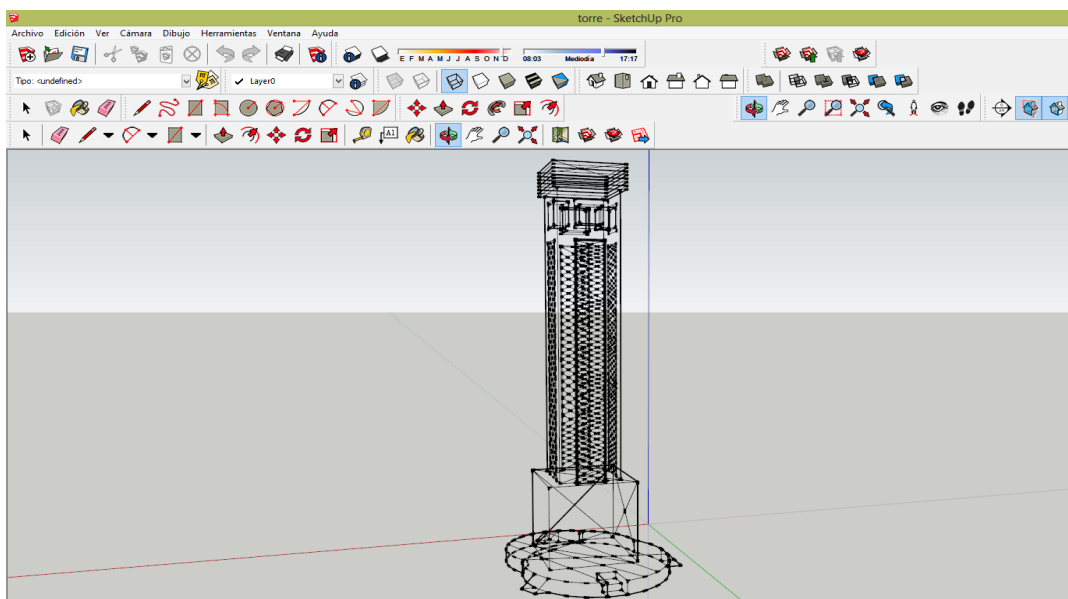 torre - SketchUp Pro
Archivo Edición Ver Cámara Dibujo Herramientas Ventana Ayuda
E F M A M J J A S O N D 08:03 Mediodía 17:17
Tipo: <undefined> Layer0
A1